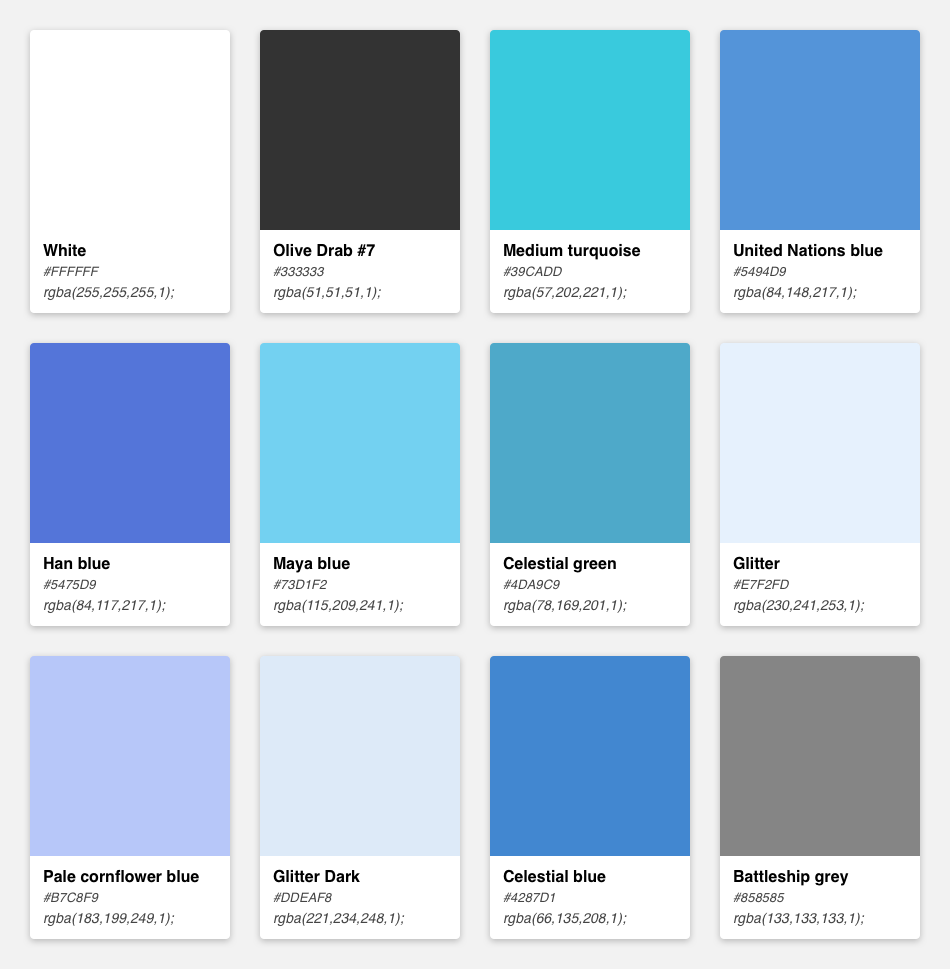 White
#FFFFFF
rgba(255,255,255,1);
Olive Drab #7
#333333
rgba(51,51,51,1);
Medium turquoise
#39CADD
rgba(57,202,221,1);
United Nations blue
#5494D9
rgba(84,148,217,1);
Han blue
#5475D9
rgba(84,117,217,1);
Maya blue
#73D1F2
rgba(115,209,241,1);
Celestial green
#4DA9C9
rgba(78,169,201,1);
Glitter
#E7F2FD
rgba(230,241,253,1);
Pale cornflower blue
#B7C8F9
rgba(183,199,249,1);
Glitter Dark
#DDEAF8
rgba(221,234,248,1);
Celestial blue
#4287D1
rgba(66,135,208,1);
Battleship grey
#858585
rgba(133,133,133,1);